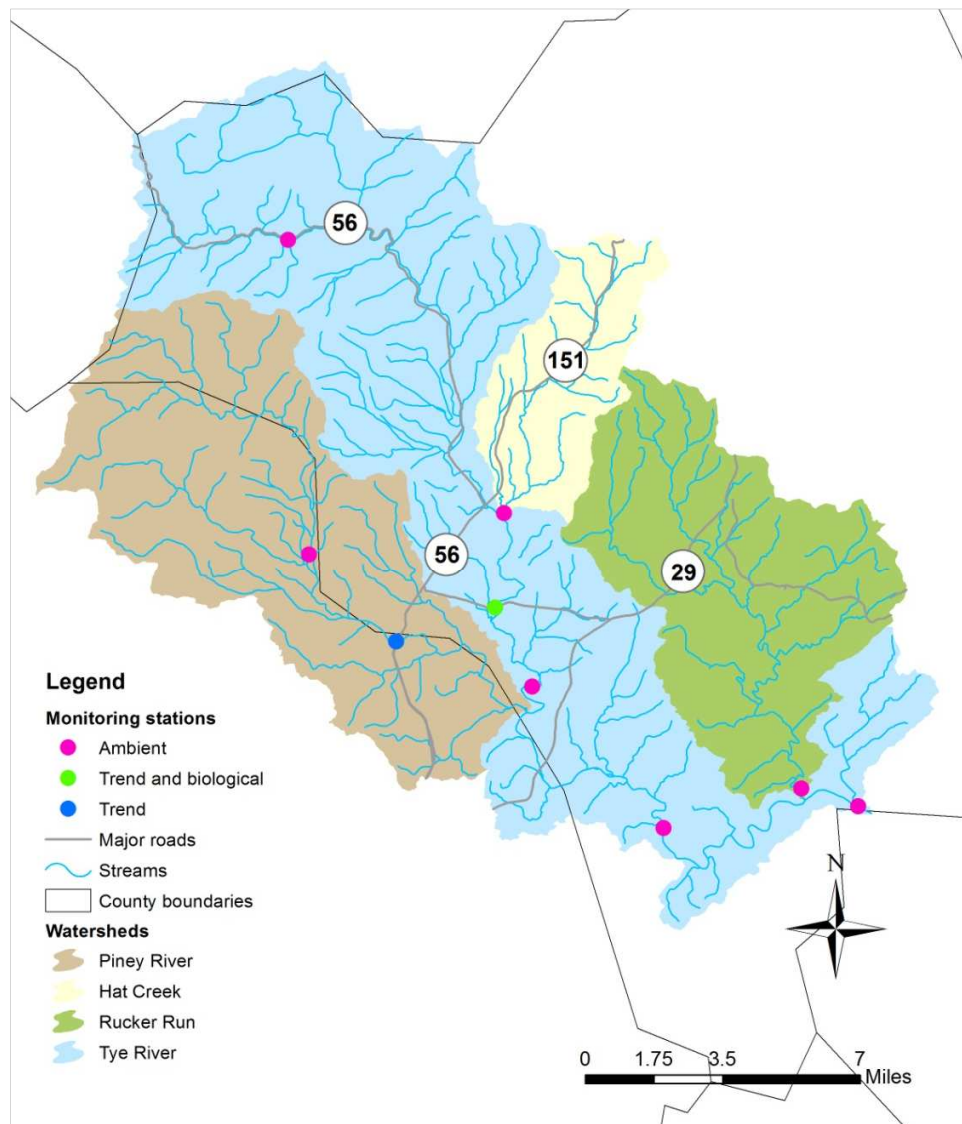 56
151
56
29
Legend
Monitoring stations
Ambient
Trend and biological
Trend
Major roads
Streams
County boundaries
Watersheds
Piney River
Hat Creek
Rucker Run
Tye River
N
0 1.75 3.5 7
Miles